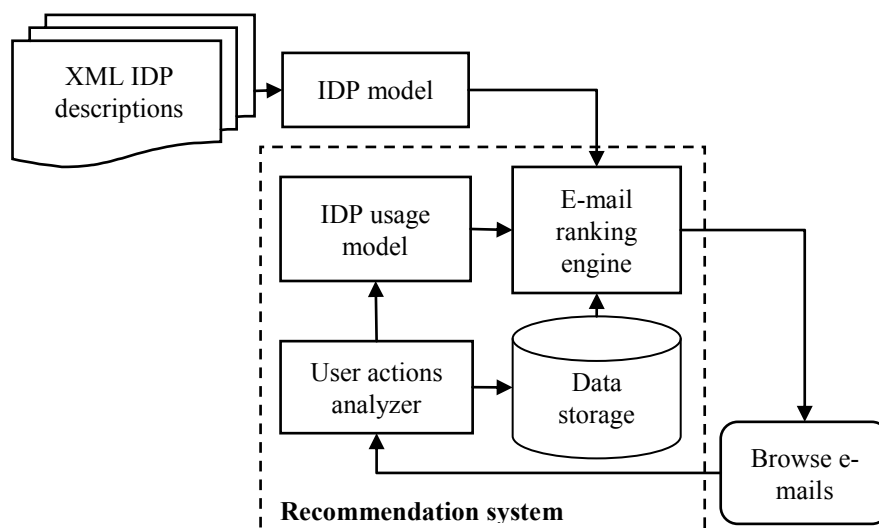 XML IDP
descriptions
IDP model
IDP usage
model
E-mail
ranking
engine
User actions
analyzer
Data
storage
Browse e-
mails
Recommendation system